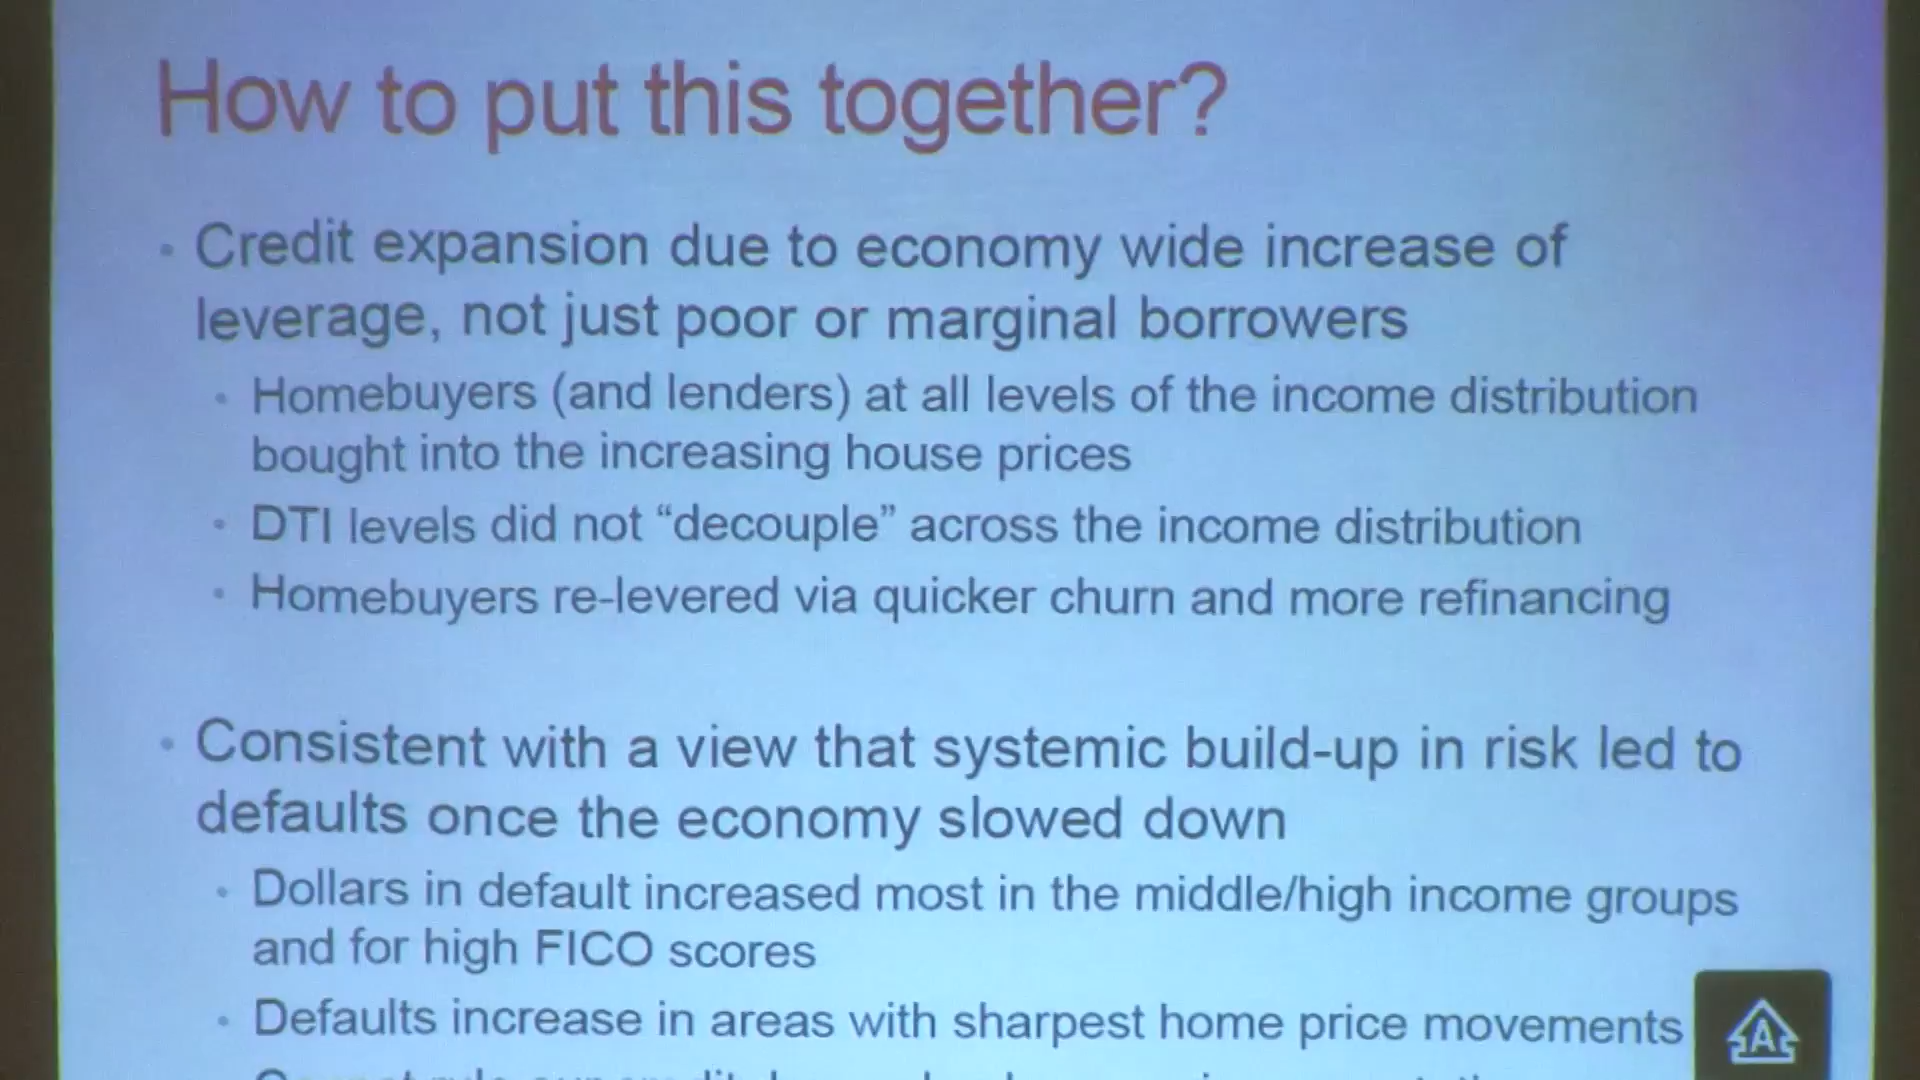 How to put this together?
• Credit expansion due to economy wide increase of
leverage, not just poor or marginal borrowers
• Homebuyers (and lenders) at all levels of the income distribution
bought into the increasing house prices
• DTI levels did not “decouple” across the income distribution
• Homebuyers re-levered via quicker churn and more refinancing
• Consistent with a view that systemic build-up in risk led to
defaults once the economy slowed down
• Dollars in default increased most in the middle/high income groups
and for high FICO scores
• Defaults increase in areas with sharpest home price movements
A